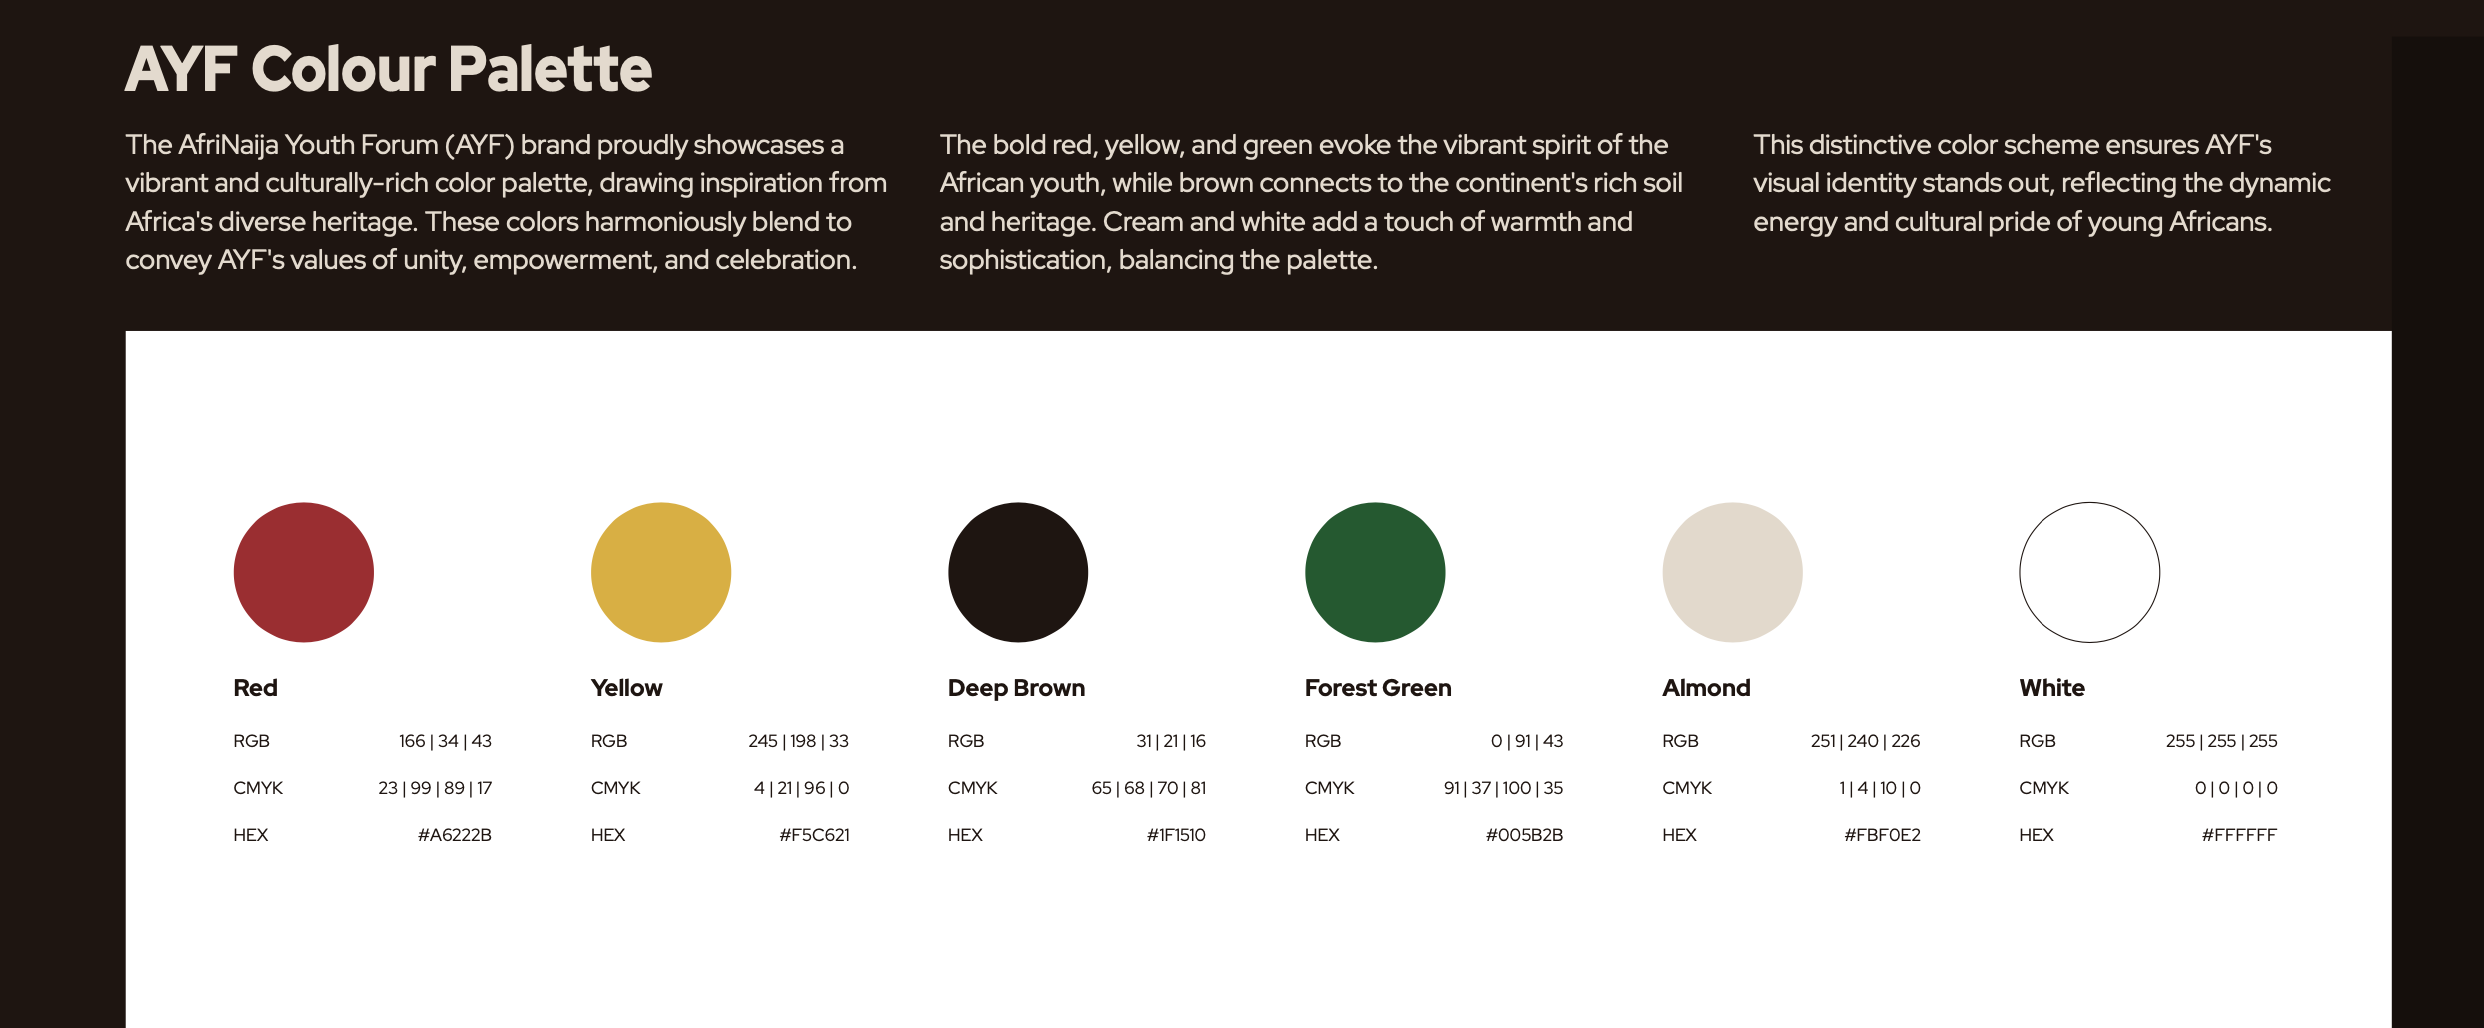 AYF Colour Palette
The AfriNaija Youth Forum (AYF) brand proudly showcases a
vibrant and culturally-rich color palette, drawing inspiration from
Africa's diverse heritage. These colors harmoniously blend to
convey AYF's values of unity, empowerment, and celebration.
The bold red, yellow, and green evoke the vibrant spirit of the
African youth, while brown connects to the continent's rich soil
and heritage. Cream and white add a touch of warmth and
sophistication, balancing the palette.
This distinctive color scheme ensures AYF's
visual identity stands out, reflecting the dynamic
energy and cultural pride of young Africans.
Red
RGB 166 | 34 | 43
CMYK 23 | 99 | 89 | 17
HEX #A6222B
Yellow
RGB 245 | 198 | 33
CMYK 4 | 21 | 96 | 0
HEX #F5C621
Deep Brown
RGB 31 | 21 | 16
CMYK 65 | 68 | 70 | 81
HEX #1F1510
Forest Green
RGB 0 | 91 | 43
CMYK 91 | 37 | 100 | 35
HEX #005B2B
Almond
RGB 251 | 240 | 226
CMYK 1 | 4 | 10 | 0
HEX #FBF0E2
White
RGB 255 | 255 | 255
CMYK 0 | 0 | 0 | 0
HEX #FFFFFF